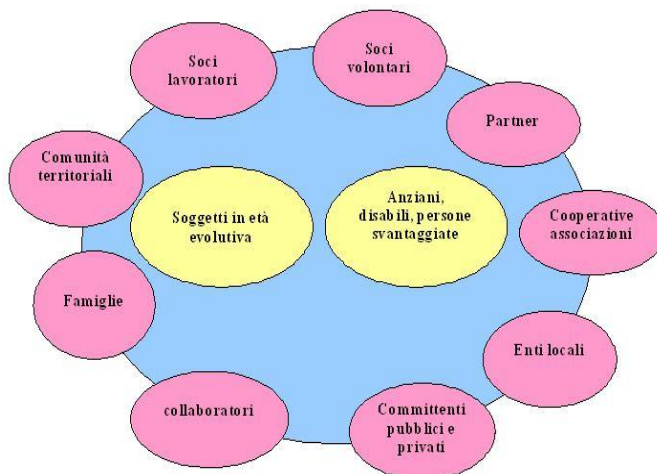 Soci
lavoratori
Soci
volontari
Partner
Comunità
territoriali
Soggetti in età
evolutiva
Anziani,
disabili, persone
svantaggiate
Cooperative
associazioni
Famiglie
Enti locali
collaboratori
Committenti
pubblici e
privati